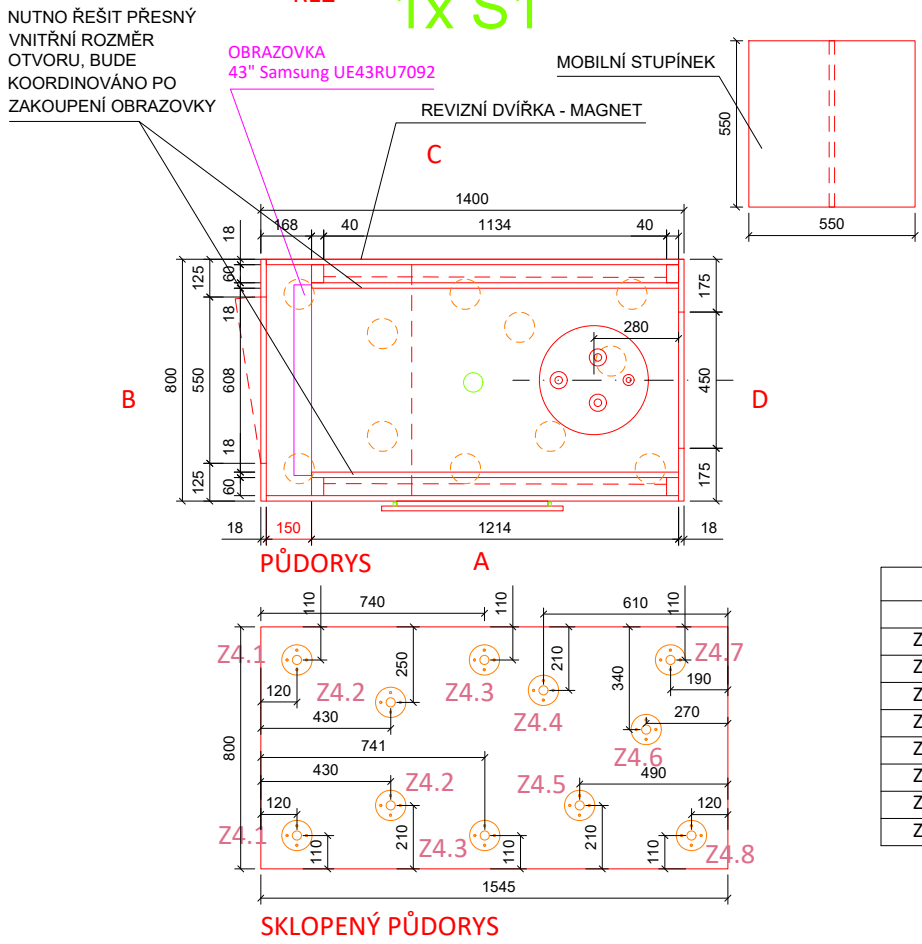 1x S1
NUTNO ŘEŠIT PŘESNÝ
VNITŘNÍ ROZMĚR
OTVORU, BUDE
KOORDINOVÁNO PO
ZAKOUPENÍ OBRAZOVKY
OBRAZOVKA
43" Samsung UE43RU7092
REVIZNÍ DVÍŘKA - MAGNET
MOBILNÍ STUPÍNEK
550
550
C
1400
168
40
1134
40
18
125
60
18
175
280
B
800
550
608
450
D
18
125
60
175
18
150
1214
18
PŮDORYS
A
110
740
610
110
110
Z4.1
Z4.2
250
Z4.3
210
Z4.4
340
Z4.7
120
190
430
270
800
741
Z4.6
430
Z4.2
Z4.5
490
120
120
Z4.1
110
210
Z4.3
110
210
110
Z4.8
1545
SKLOPENÝ PŮDORYS
Z
Z
Z
Z
Z
Z
Z
Z